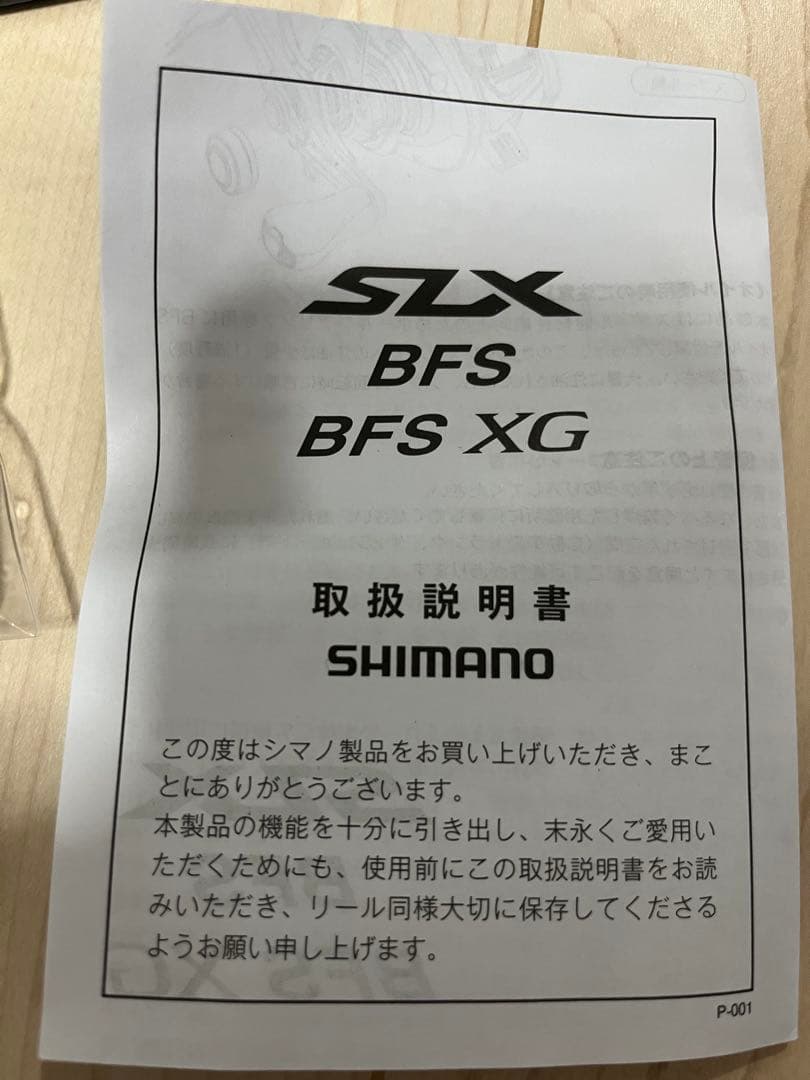 SLX
BFS
BFS XG
取扱説明書
SHIMANO
この度はシマノ製品をお買い上げいただき、まこ
とにありがとうございます。
本製品の機能を十分に引き出し、末永くご愛用い
ただくためにも、使用前にこの取扱説明書をお読
みいただき、リール同様大切に保存してくださる
ようお願い申し上げます。
P-001